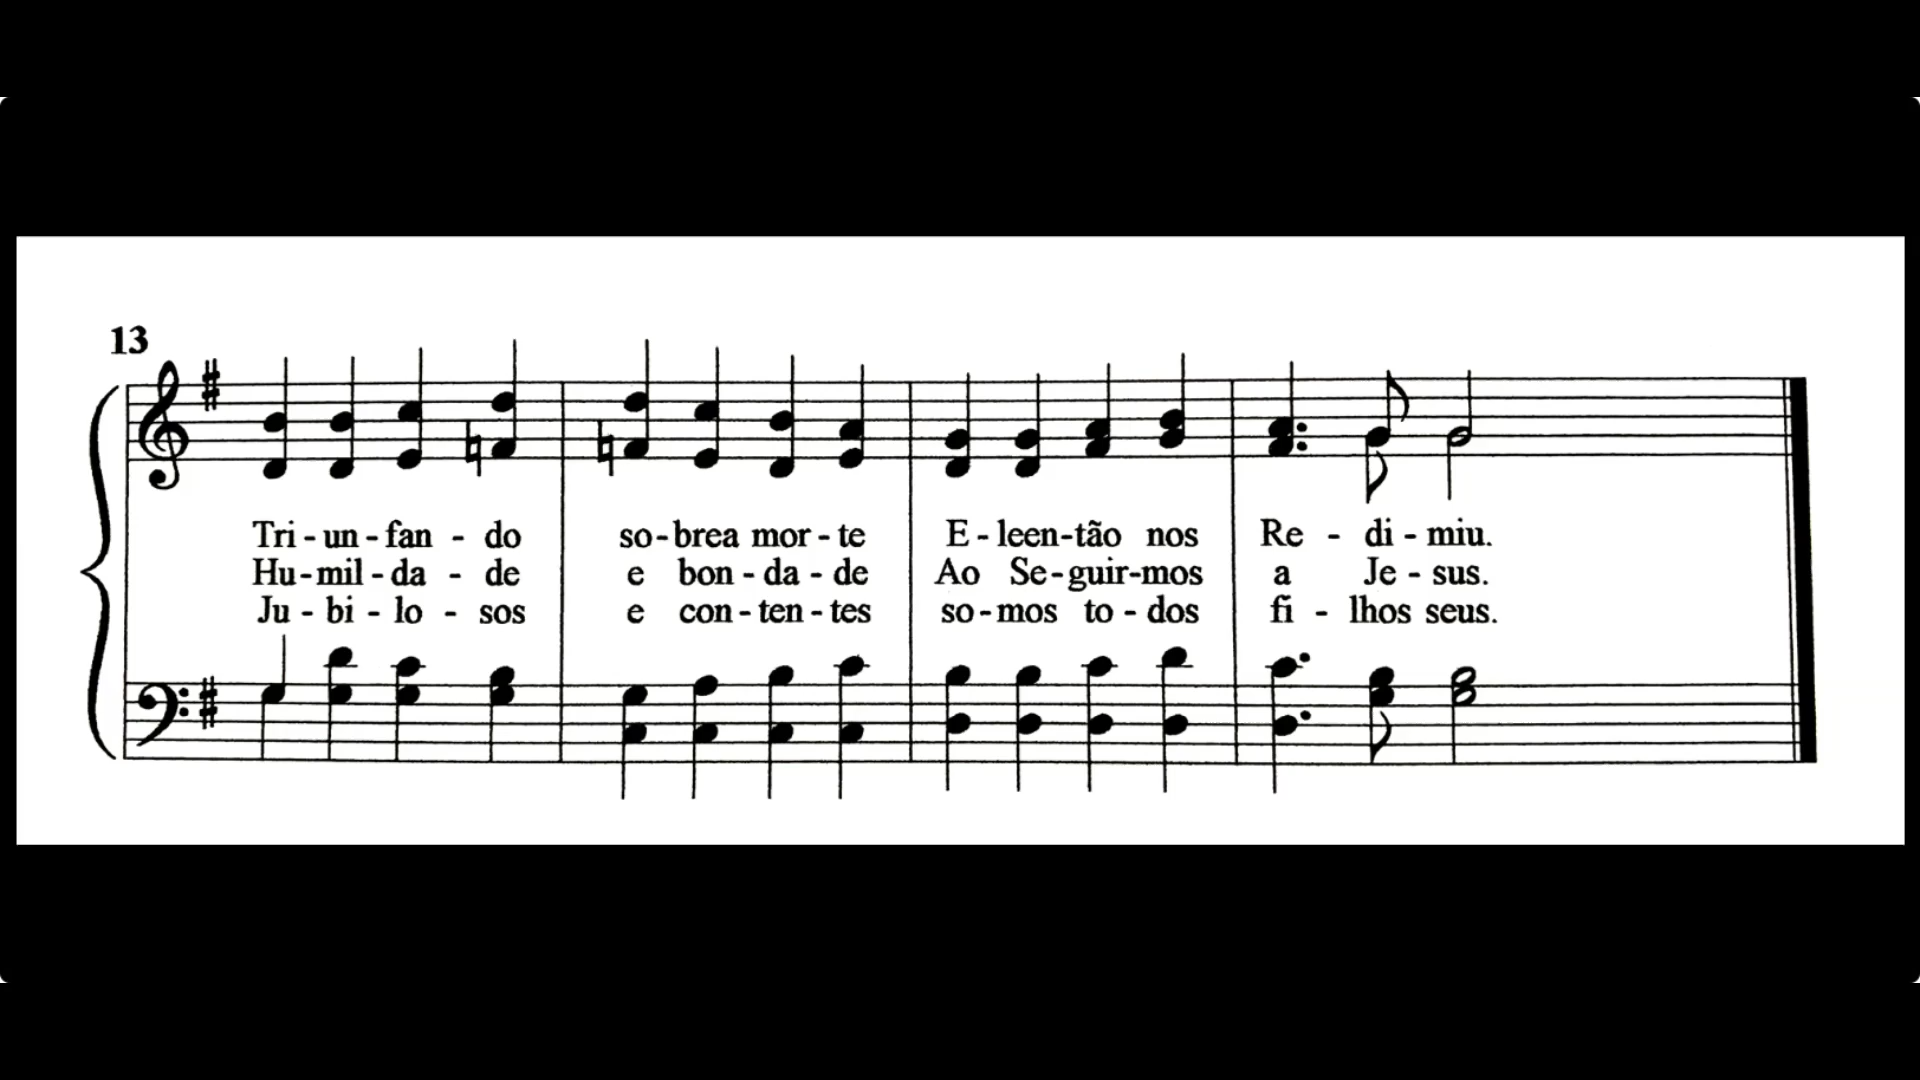 13
Tri - un - fan - do so - brea mor - te E - leen - tão nos Re - di - miu.
Hu - mil - da - de e bon - da - de Ao Se - guir - mos a Je - sus.
Ju - bi - lo - sos e con - ten - tes so - mos to - dos fi - lhos seus.